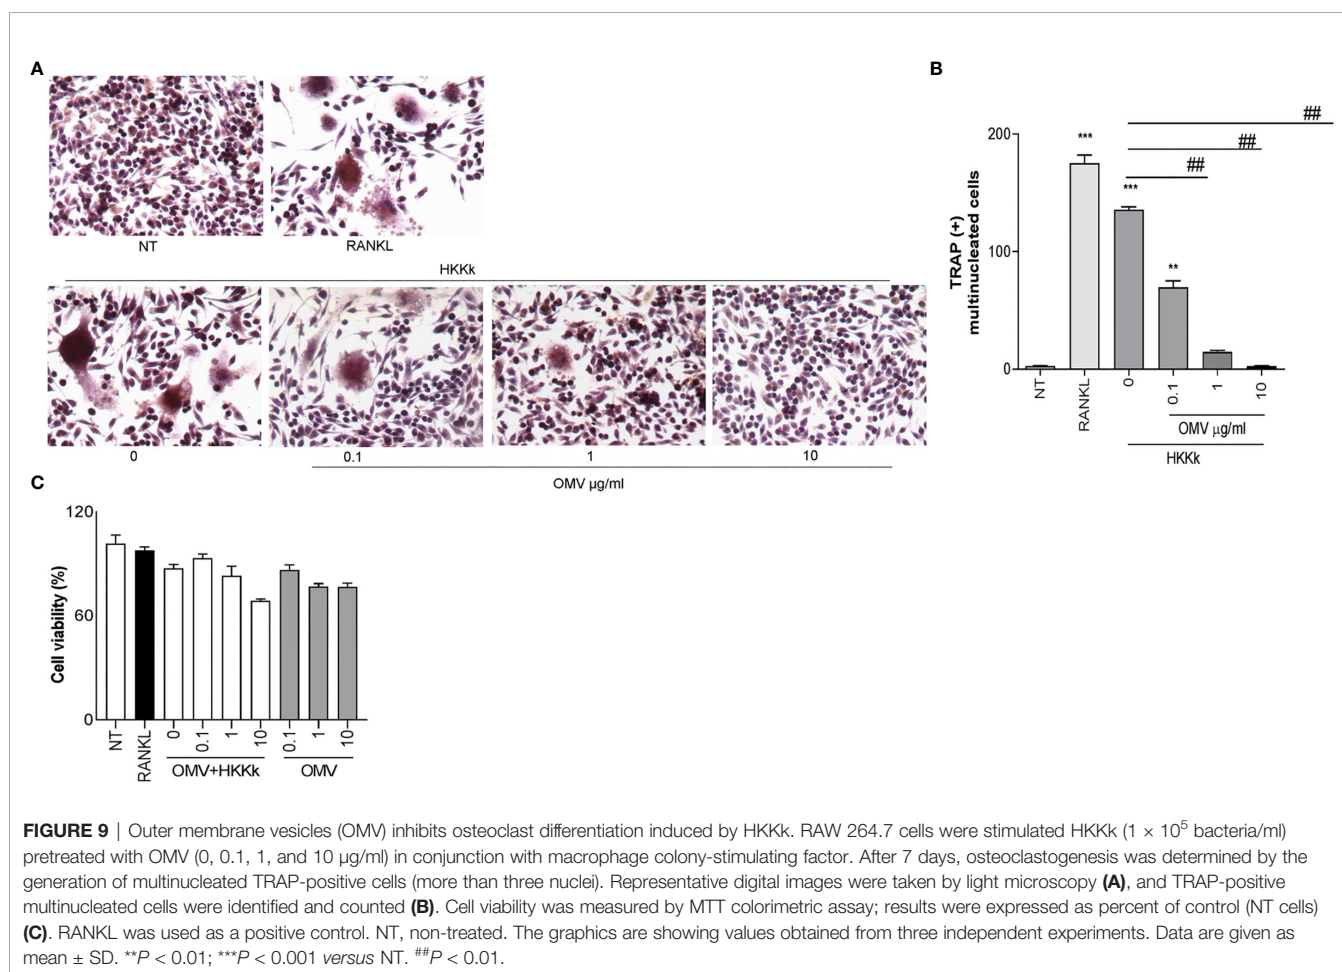 A
NT
RANKL
HKKk
0
0.1
1
10
OMV µg/ml
B
TRAP (+)
multinucleated cells
200
100
0
***
***
**
##
##
##
NT
RANKL
0
0.1
1
10
OMV µg/ml
HKKk
C
Cell viability (%)
120
60
0
NT
RANKL
0
0.1
1
10
0.1
1
10
OMV+HKKk
OMV
FIGURE 9 | Outer membrane vesicles (OMV) inhibits osteoclast differentiation induced by HKKk. RAW 264.7 cells were stimulated HKKk (1 × 10⁵ bacteria/ml)
pretreated with OMV (0, 0.1, 1, and 10 µg/ml) in conjunction with macrophage colony-stimulating factor. After 7 days, osteoclastogenesis was determined by the
generation of multinucleated TRAP-positive cells (more than three nuclei). Representative digital images were taken by light microscopy (A), and TRAP-positive
multinucleated cells were identified and counted (B). Cell viability was measured by MTT colorimetric assay; results were expressed as percent of control (NT cells)
(C). RANKL was used as a positive control. NT, non-treated. The graphics are showing values obtained from three independent experiments. Data are given as
mean ± SD. **P < 0.01; ***P < 0.001 versus NT. ##P < 0.01.